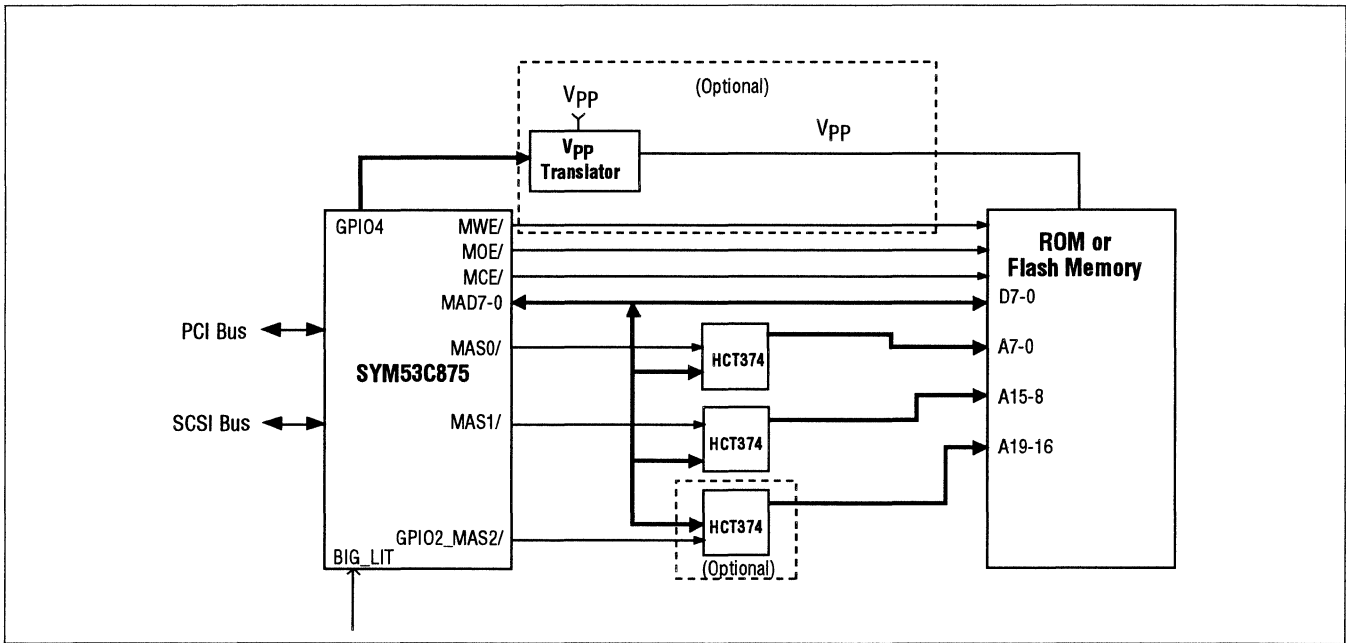 (Optional)
VPP
VPP
VPP
Translator
GPIO4
MWE/
MOE/
MCE/
MAD7-0
ROM or
Flash Memory
D7-0
PCI Bus
MAS0/
HCT374
A7-0
SYM53C875
SCSI Bus
MAS1/
HCT374
A15-8
A19-16
HCT374
GPIO2_MAS2/
(Optional)
BIG_LIT